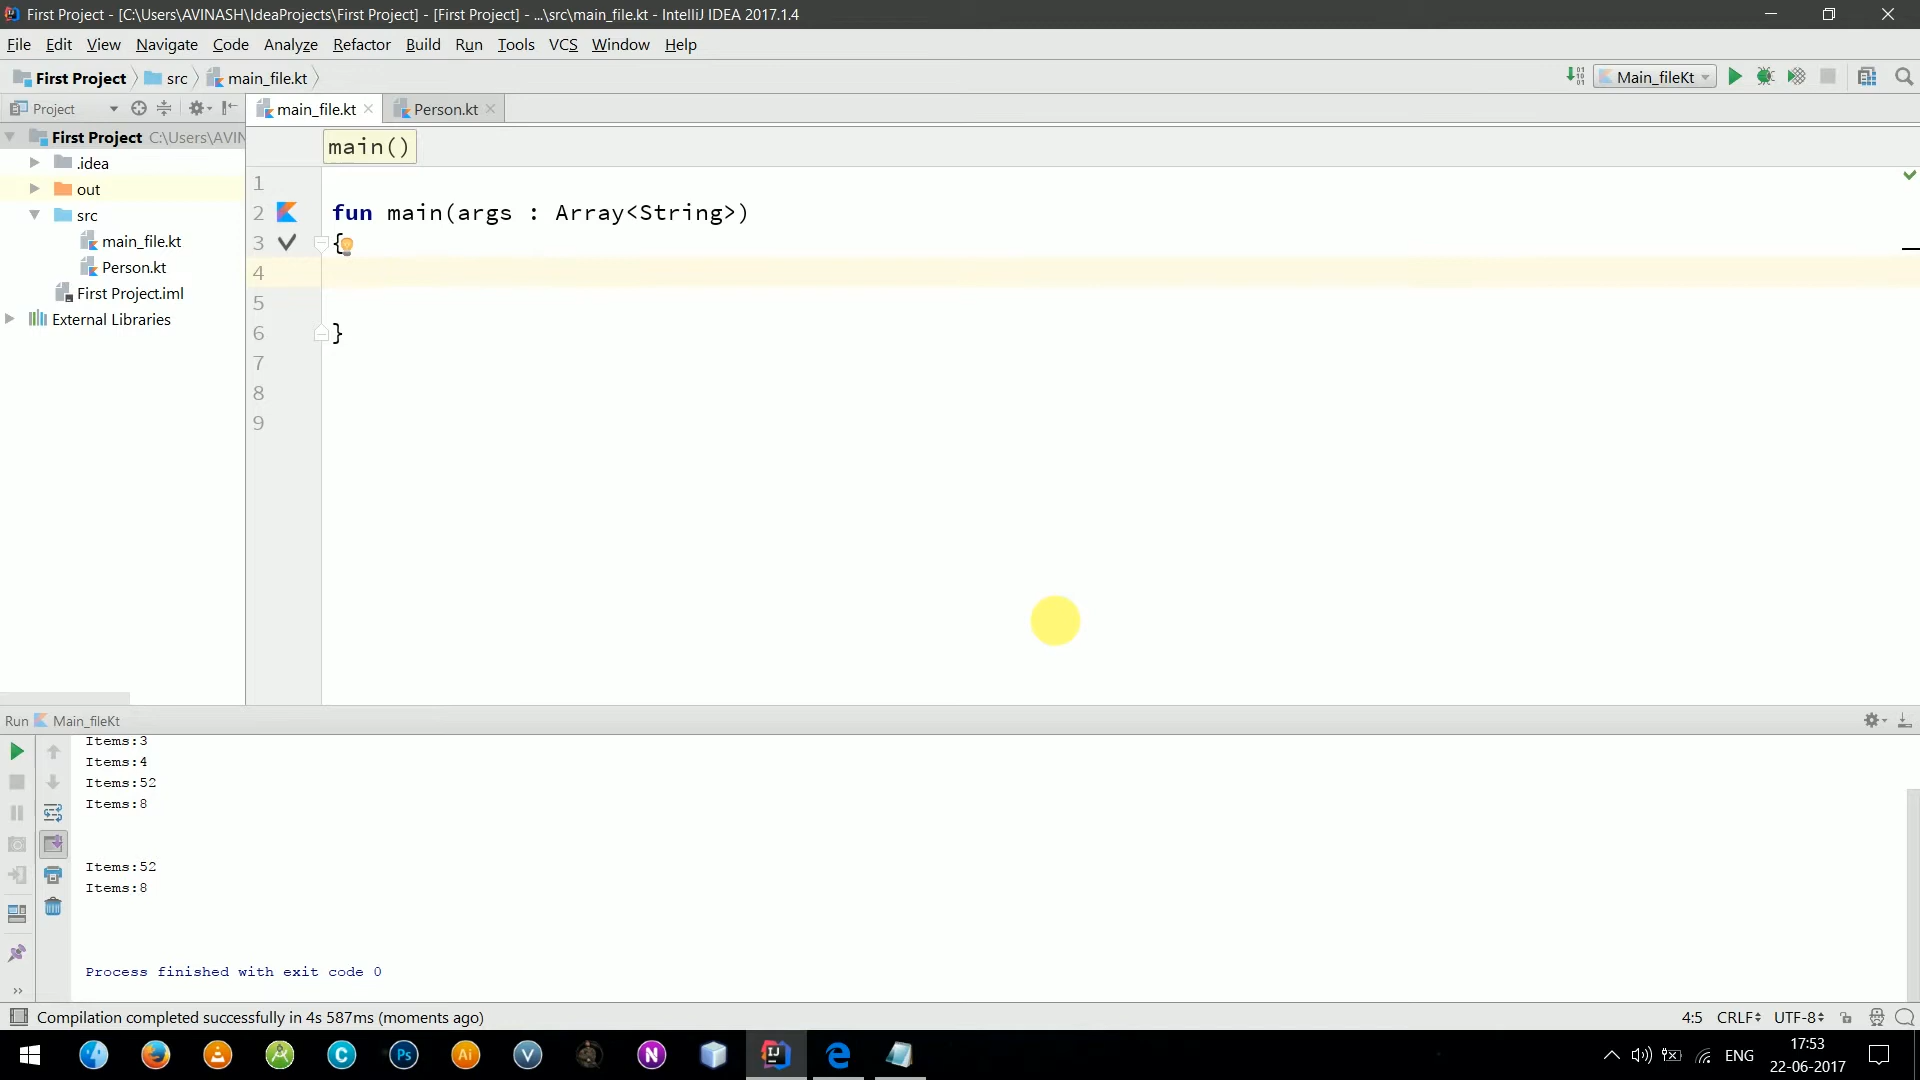 First Project - [C:\Users\AVINASH\IdeaProjects\First Project] - [First Project] - ...\src\main_file.kt - IntelliJ IDEA 2017.1.4
File Edit View Navigate Code Analyze Refactor Build Run Tools VCS Window Help
First Project src main_file.kt Main_fileKt
Project main_file.kt Person.kt
First Project C:\Users\AVIN
.idea
out
src
main_file.kt
Person.kt
First Project.iml
External Libraries
main()
1
2 fun main(args : Array<String>)
3 {
4
5
6 }
7
8
9
Run Main_fileKt
Items:3
Items:4
Items:52
Items:8
Items:52
Items:8
Process finished with exit code 0
Compilation completed successfully in 4s 587ms (moments ago) 4:5 CRLF UTF-8
C Ps Ai V N IJ ENG 17:53
22-06-2017